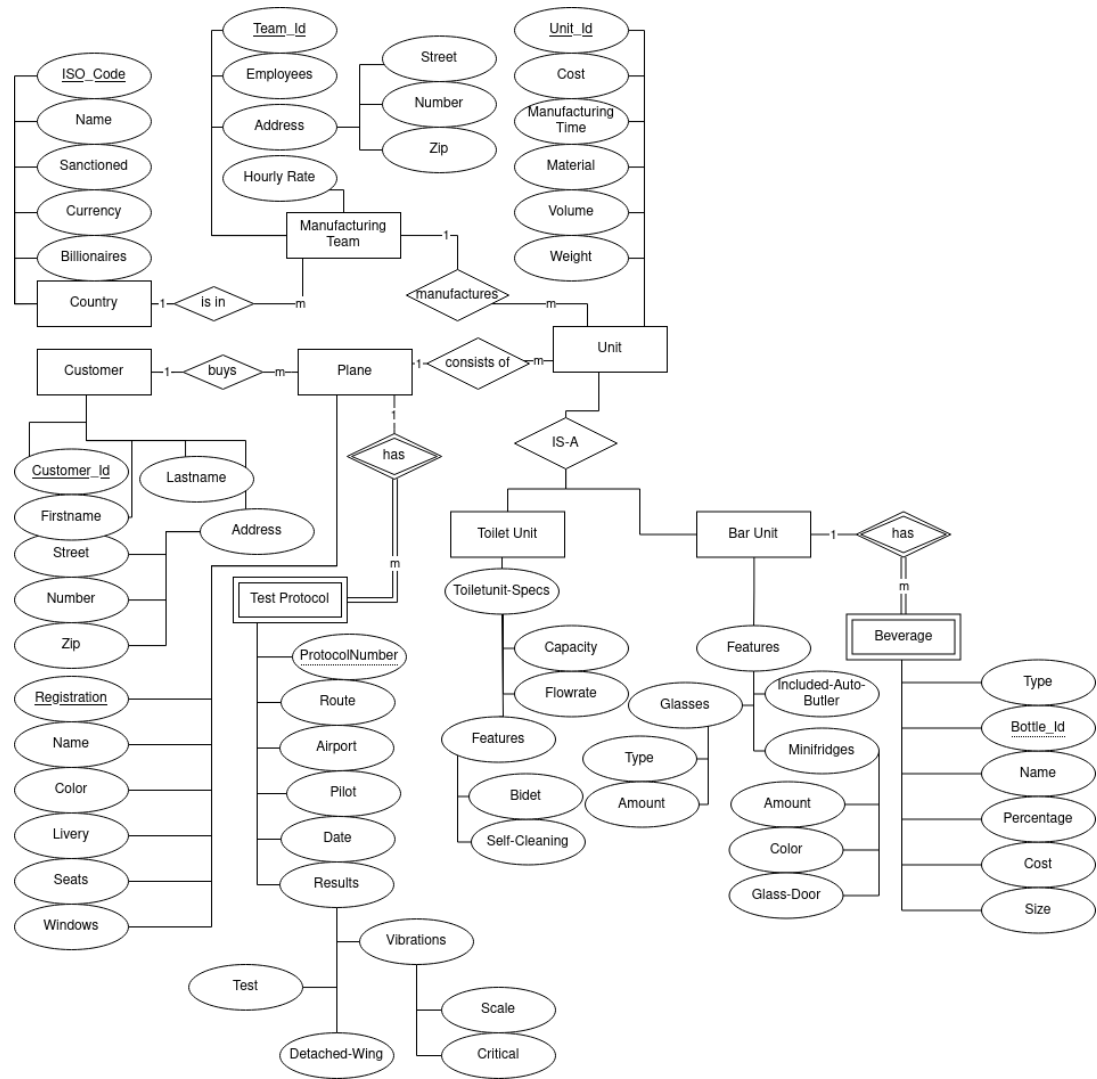 Team_Id
Unit_Id
Street
ISO_Code
Employees
Cost
Number
Name
Address
Manufacturing
Time
Zip
Sanctioned
Hourly Rate
Material
Currency
Volume
Manufacturing
Team
1
Billionaires
Weight
Country
1
is in
m
manufactures
m
Unit
Customer
1
buys
m
Plane
1
consists of
m
1
IS-A
has
Customer_Id
Lastname
Firstname
Address
Toilet Unit
Bar Unit
1
has
Street
m
m
Toiletunit-Specs
Number
Test Protocol
Beverage
Zip
ProtocolNumber
Capacity
Features
Type
Registration
Route
Flowrate
Glasses
Included-Auto-
Butler
Bottle_Id
Name
Airport
Features
Type
Minifridges
Name
Color
Pilot
Bidet
Amount
Amount
Percentage
Livery
Date
Self-Cleaning
Color
Cost
Seats
Results
Glass-Door
Size
Windows
Vibrations
Test
Scale
Detached-Wing
Critical